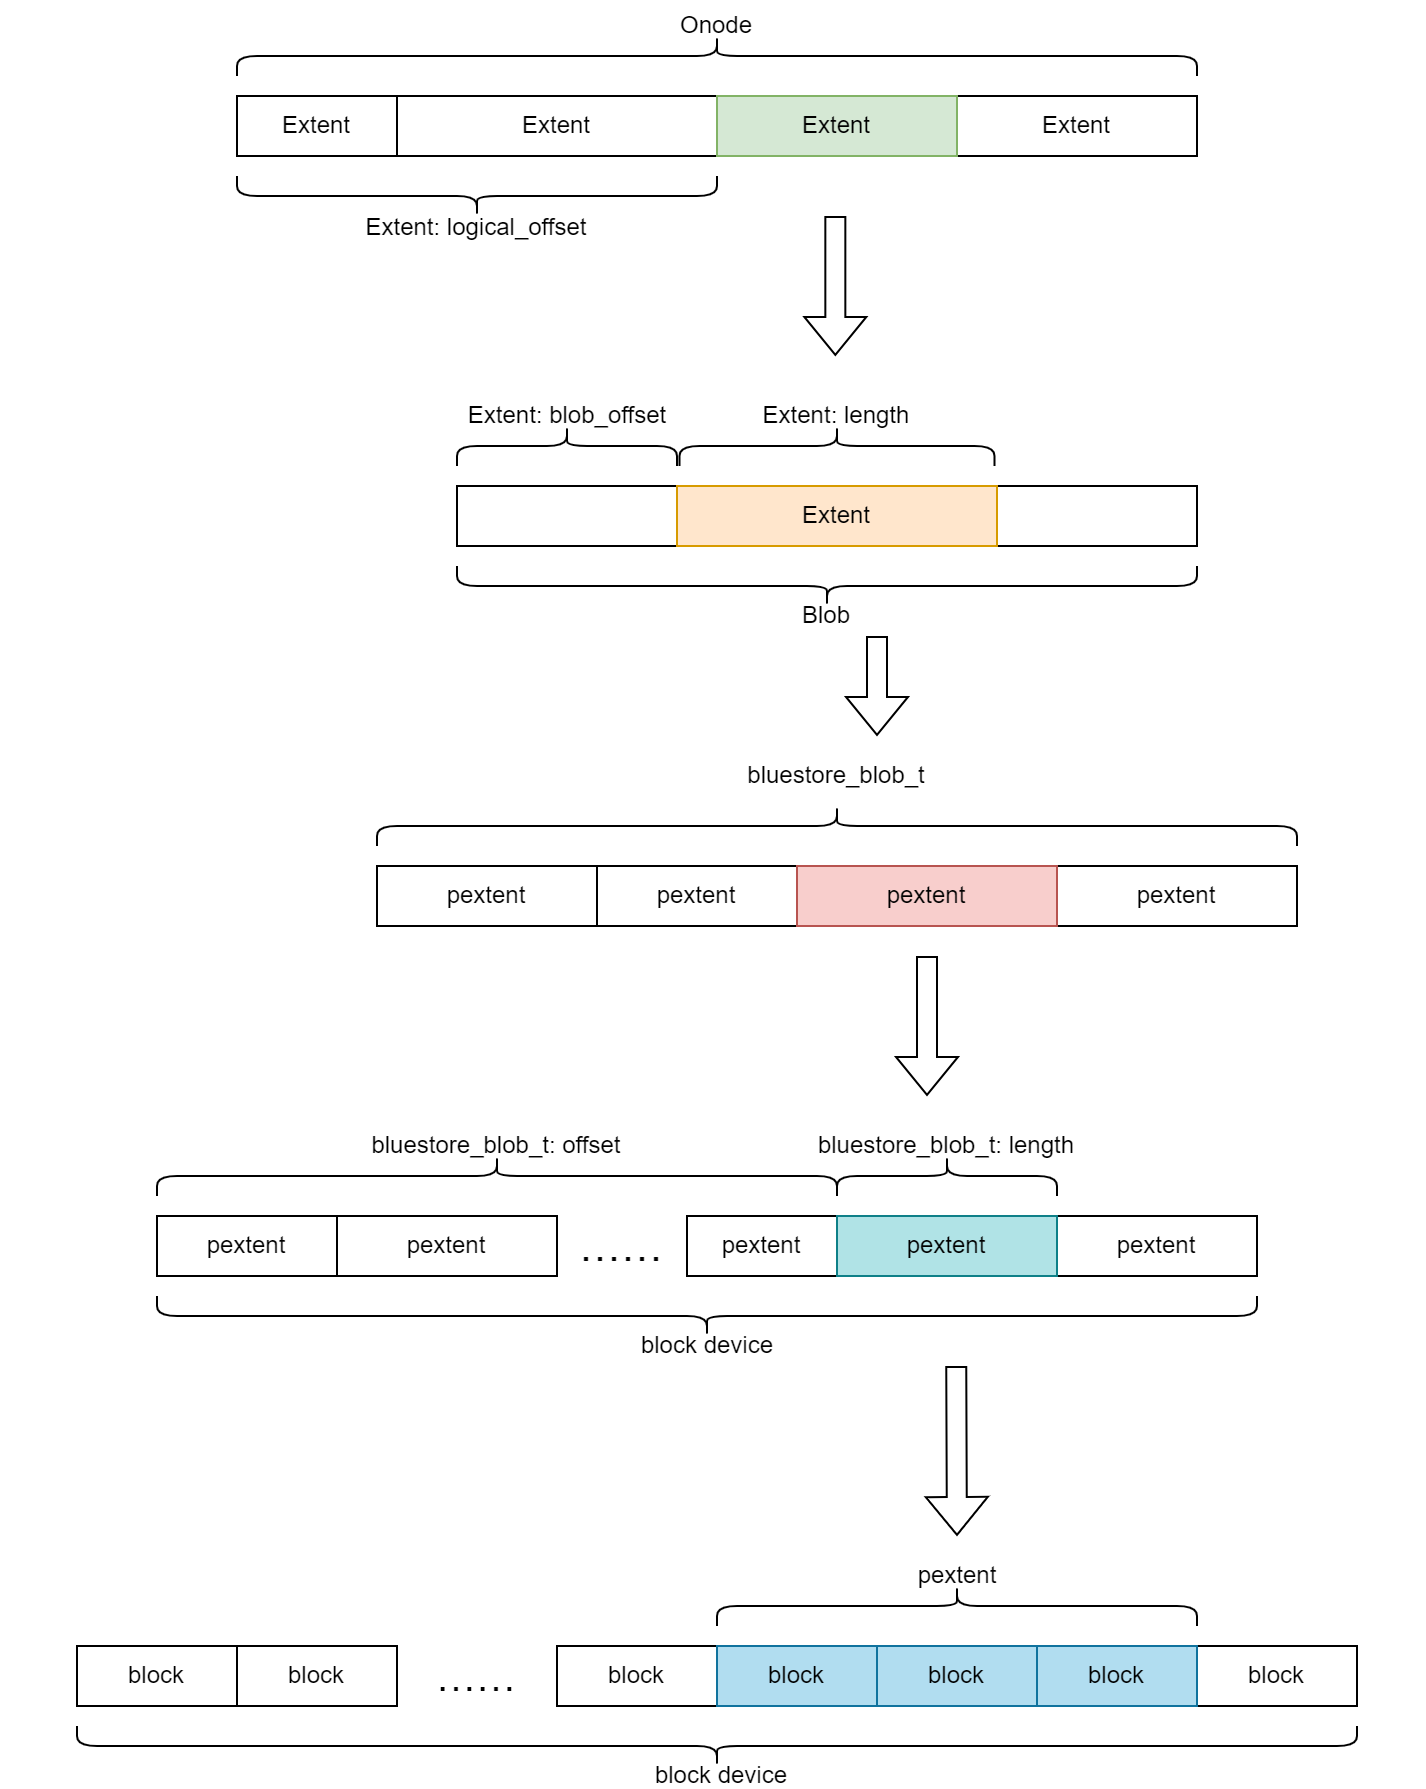 Onode
Extent Extent Extent Extent
Extent: logical_offset
Extent: blob_offset Extent: length
Extent
Blob
bluestore_blob_t
pextent pextent pextent pextent
bluestore_blob_t: offset bluestore_blob_t: length
pextent pextent ...... pextent pextent pextent
block device
pextent
block block ...... block block block block block
block device